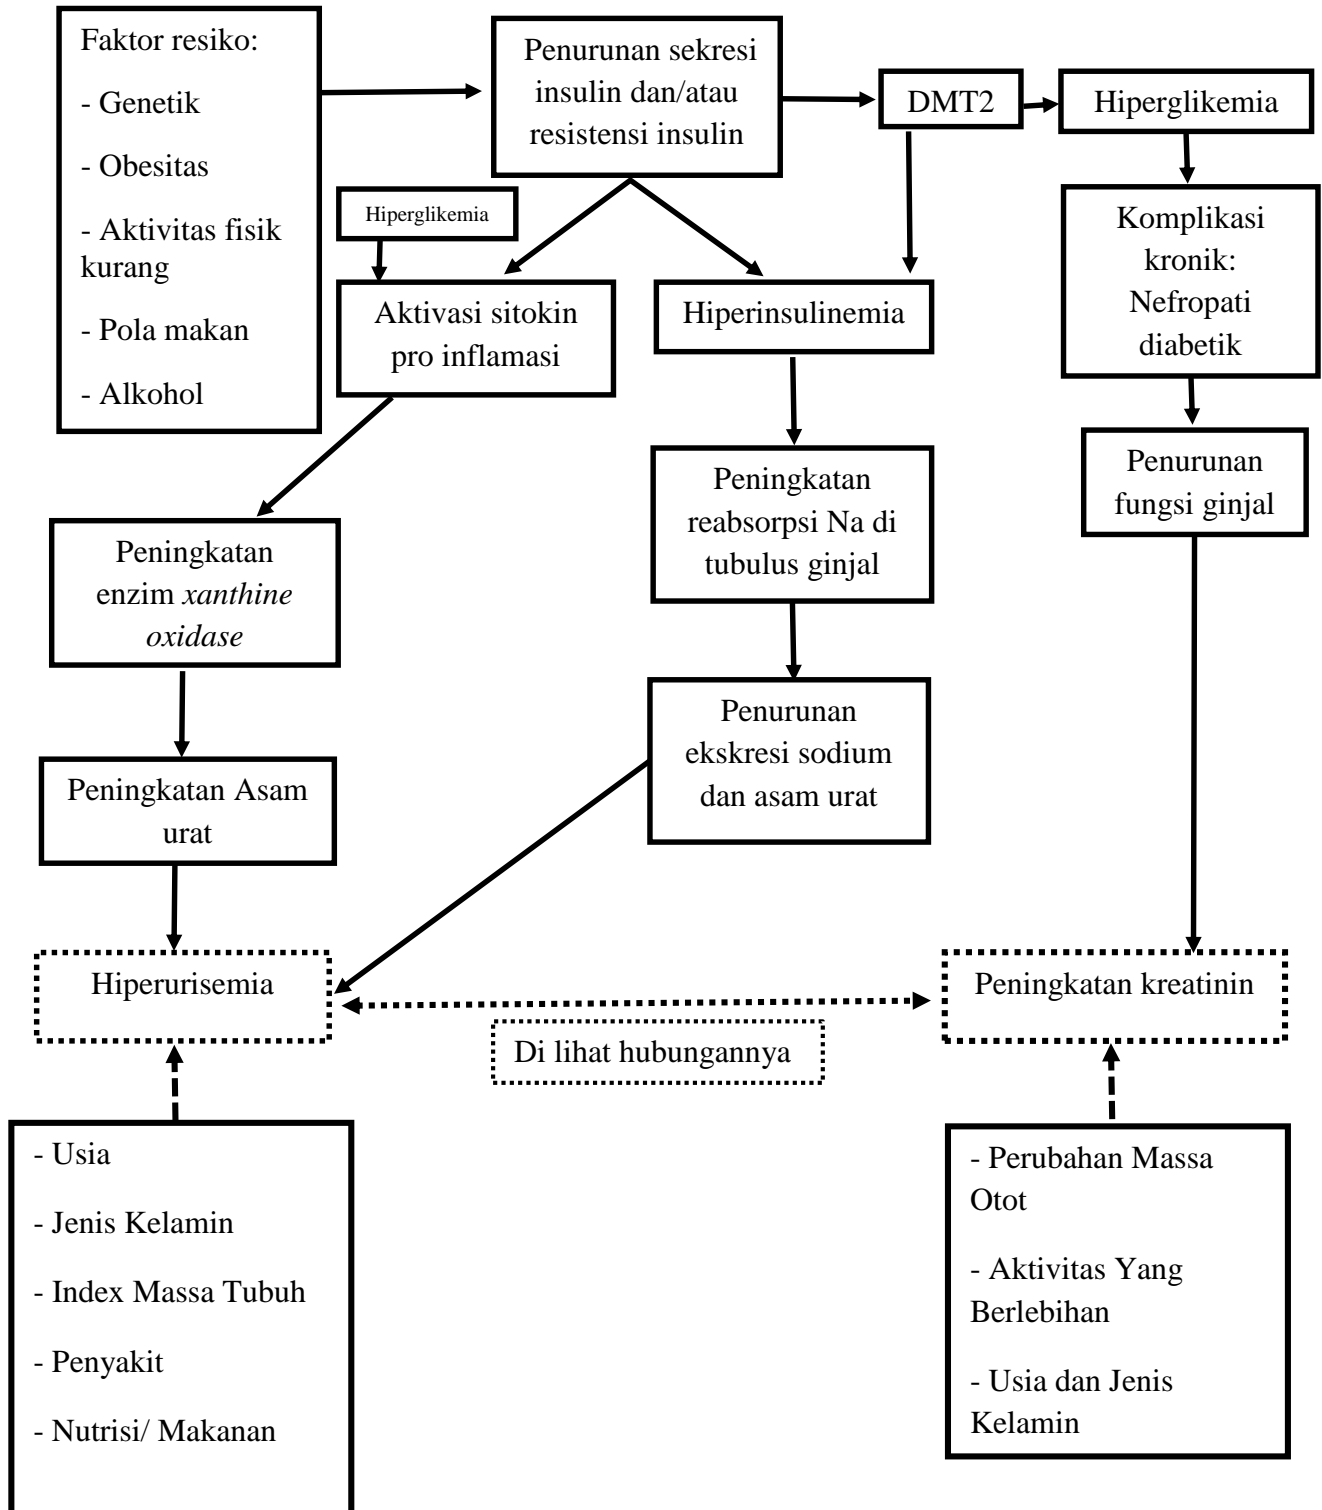 Faktor resiko:
- Genetik
- Obesitas
- Aktivitas fisik
kurang
- Pola makan
- Alkohol
Penurunan sekresi
insulin dan/atau
resistensi insulin
DMT2
Hiperglikemia
Hiperglikemia
Aktivasi sitokin
pro inflamasi
Hiperinsulinemia
Komplikasi
kronik:
Nefropati
diabetik
Peningkatan
enzim xanthine
oxidase
Peningkatan
reabsorpsi Na di
tubulus ginjal
Penurunan
fungsi ginjal
Peningkatan Asam
urat
Penurunan
ekskresi sodium
dan asam urat
Hiperurisemia
Di lihat hubungannya
Peningkatan kreatinin
- Usia
- Jenis Kelamin
- Index Massa Tubuh
- Penyakit
- Nutrisi/ Makanan
- Perubahan Massa
Otot
- Aktivitas Yang
Berlebihan
- Usia dan Jenis
Kelamin